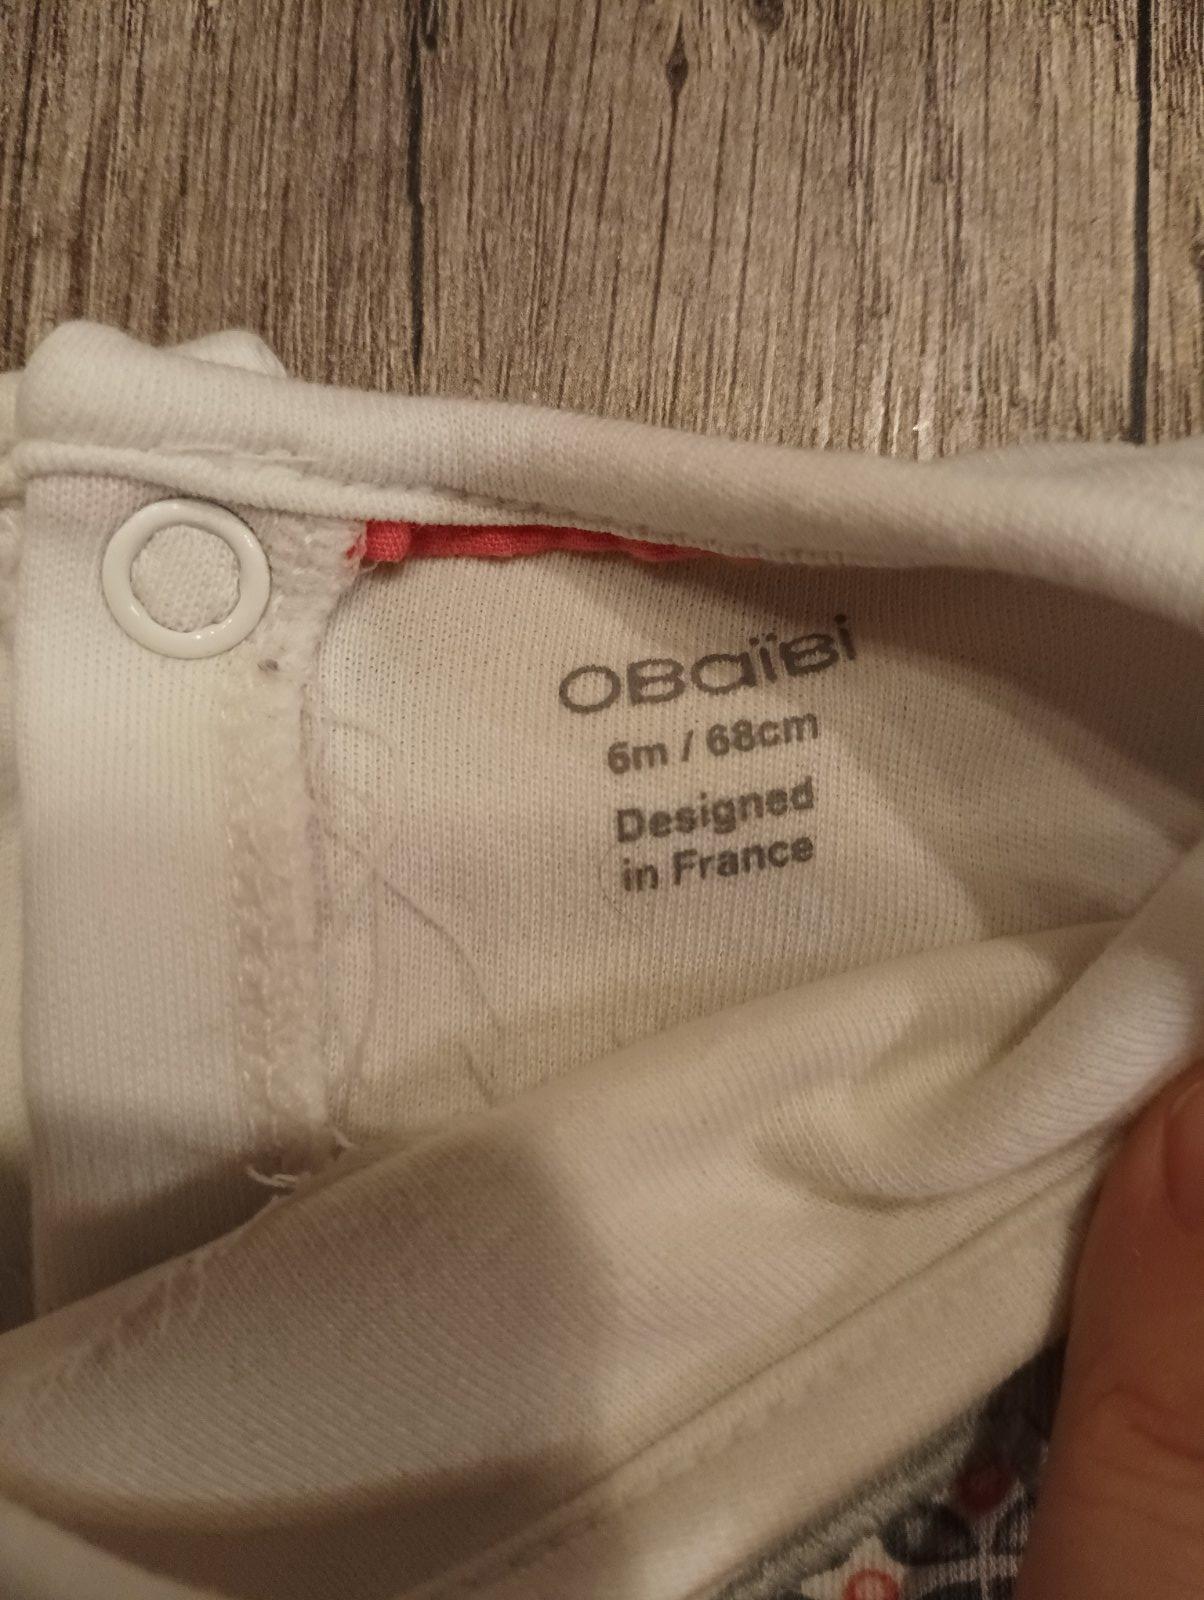 OBaïBi
6m / 68cm
Designed
in France